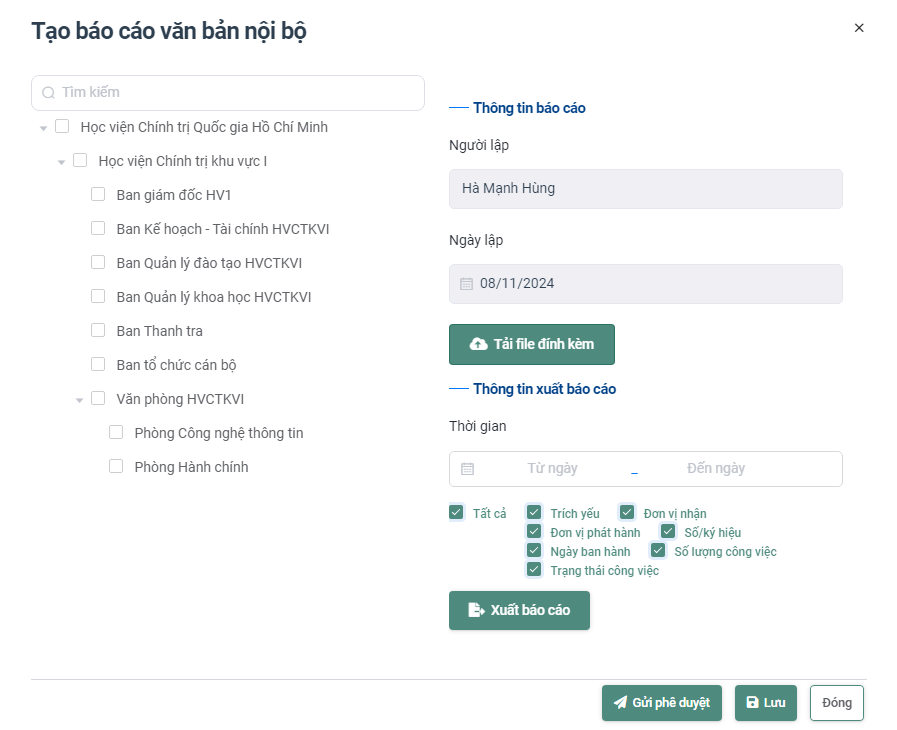 Tạo báo cáo văn bản nội bộ
Tìm kiếm
Học viện Chính trị Quốc gia Hồ Chí Minh
Học viện Chính trị khu vực I
Ban giám đốc HV1
Ban Kế hoạch - Tài chính HVCTKVI
Ban Quản lý đào tạo HVCTKVI
Ban Quản lý khoa học HVCTKVI
Ban Thanh tra
Ban tổ chức cán bộ
Văn phòng HVCTKVI
Phòng Công nghệ thông tin
Phòng Hành chính
Thông tin báo cáo
Người lập
Hà Mạnh Hùng
Ngày lập
08/11/2024
Tải file đính kèm
Thông tin xuất báo cáo
Thời gian
Từ ngày _ Đến ngày
Tất cả Trích yếu Đơn vị nhận
Đơn vị phát hành Số/ký hiệu
Ngày ban hành Số lượng công việc
Trạng thái công việc
Xuất báo cáo
Gửi phê duyệt Lưu Đóng